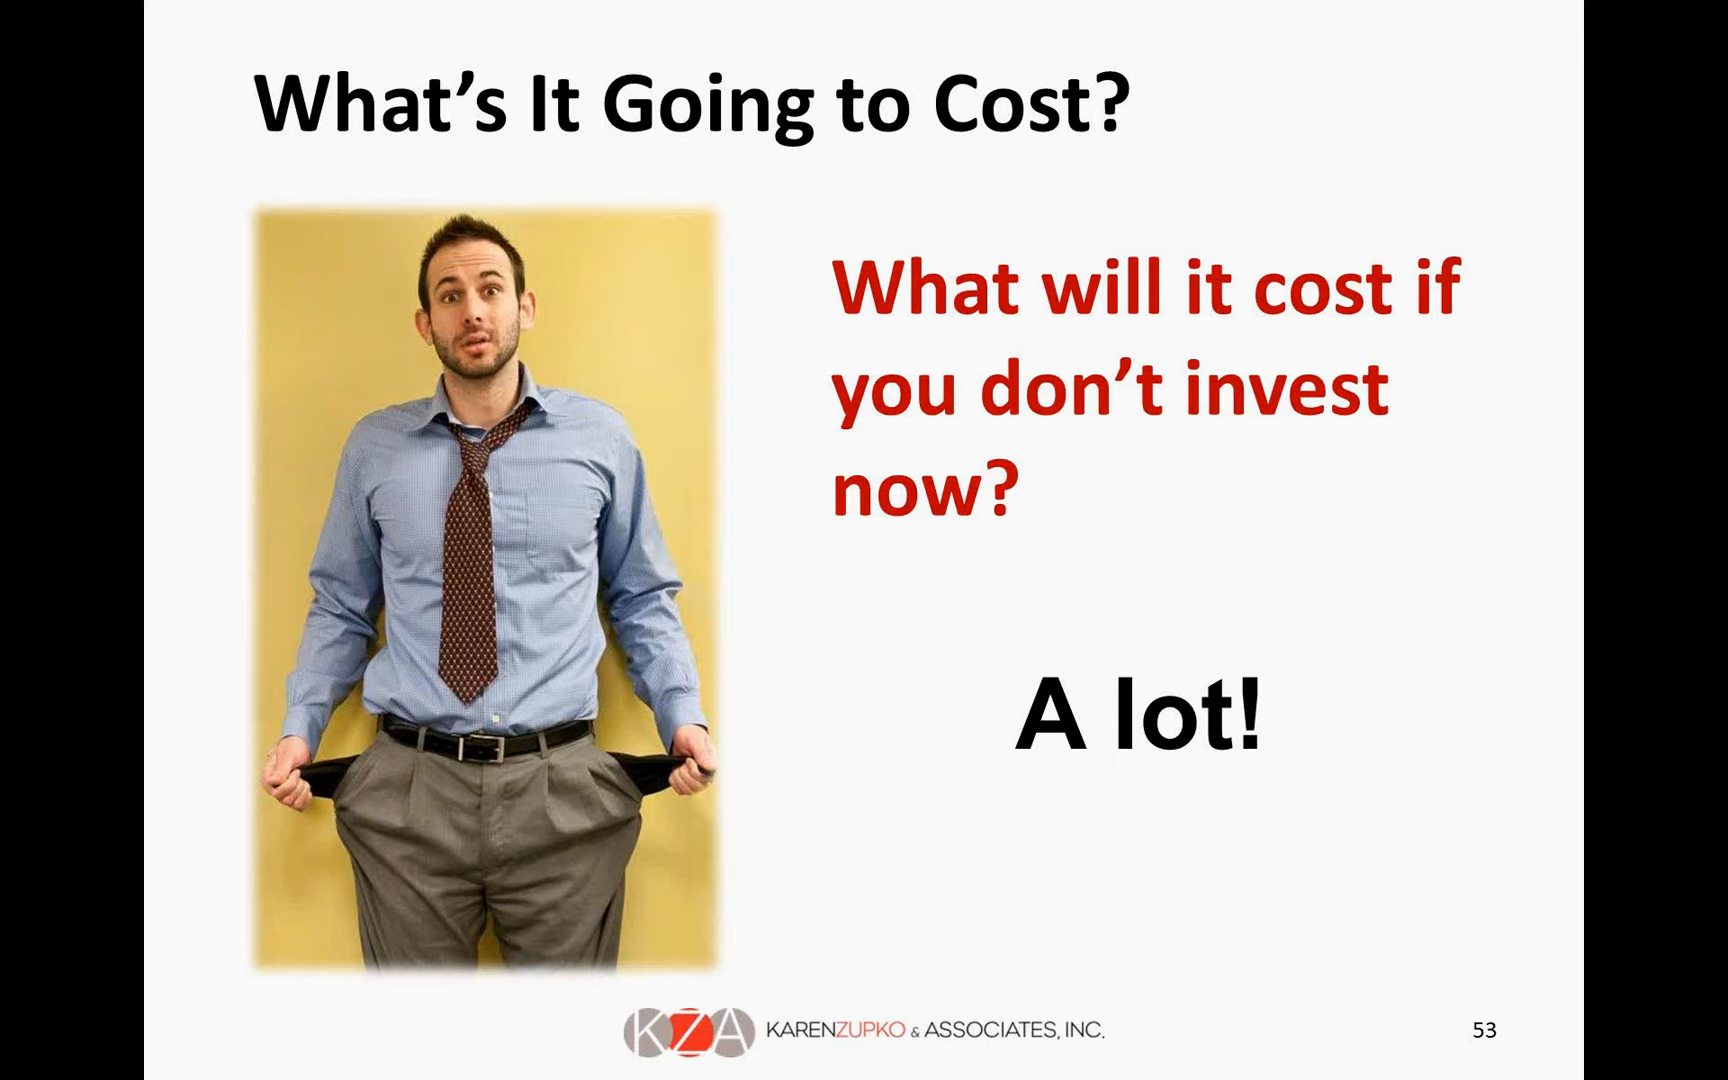 What’s It Going to Cost?
What will it cost if
you don’t invest
now?
A lot!
KZA KARENZUPKO & ASSOCIATES, INC.
53